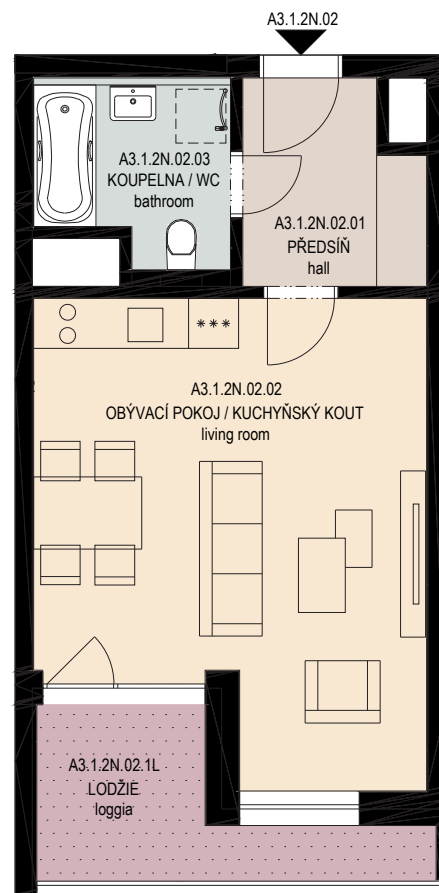 A3.1.2N.02
A3.1.2N.02.03
KOUPELNA / WC
bathroom
A3.1.2N.02.01
PŘEDSÍŇ
hall
***
A3.1.2N.02.02
OBÝVACÍ POKOJ / KUCHYŇSKÝ KOUT
living room
A3.1.2N.02.1L
LODŽIE
loggia